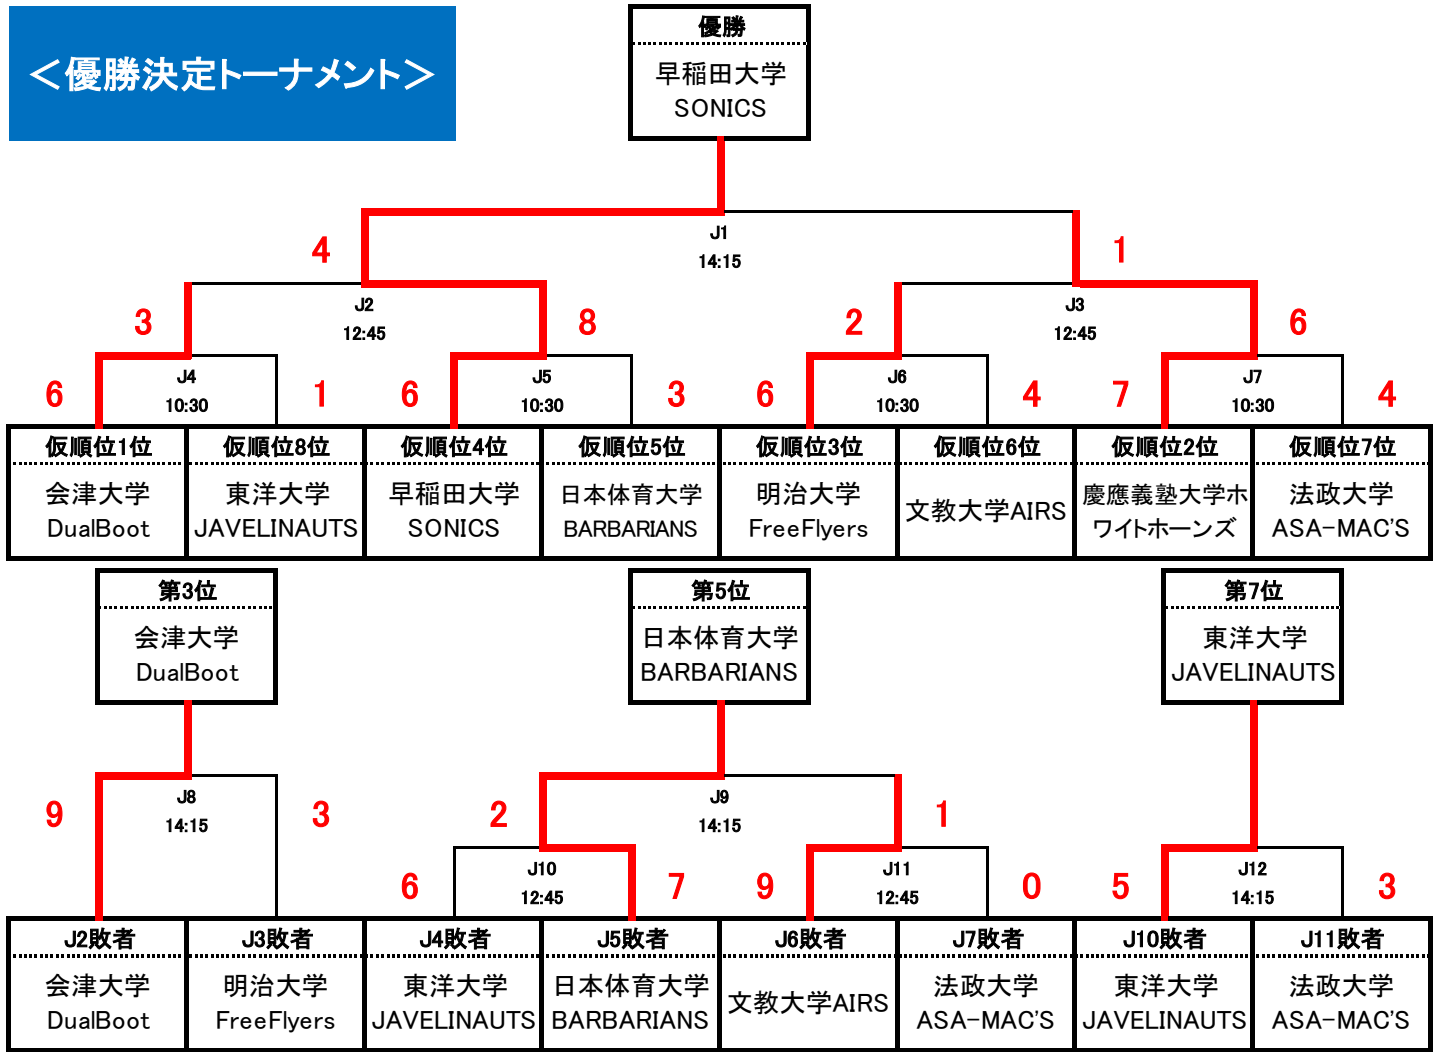 ＜優勝決定トーナメント＞
優勝
早稲田大学
SONICS
J1
14:15
4
1
J2
12:45
J3
12:45
3
8
2
6
J4
10:30
J5
10:30
J6
10:30
J7
10:30
6
1
6
3
6
4
7
4
仮順位1位
仮順位8位
仮順位4位
仮順位5位
仮順位3位
仮順位6位
仮順位2位
仮順位7位
会津大学
DualBoot
東洋大学
JAVELINAUTS
早稲田大学
SONICS
日本体育大学
BARBARIANS
明治大学
FreeFlyers
文教大学AIRS
慶應義塾大学ホ
ワイトホーンズ
法政大学
ASA-MAC'S
第3位
会津大学
DualBoot
第5位
日本体育大学
BARBARIANS
第7位
東洋大学
JAVELINAUTS
J8
14:15
9
3
J9
14:15
2
1
J10
12:45
6
7
J11
12:45
9
0
J12
14:15
5
3
J2敗者
J3敗者
J4敗者
J5敗者
J6敗者
J7敗者
J10敗者
J11敗者
会津大学
DualBoot
明治大学
FreeFlyers
東洋大学
JAVELINAUTS
日本体育大学
BARBARIANS
文教大学AIRS
法政大学
ASA-MAC'S
東洋大学
JAVELINAUTS
法政大学
ASA-MAC'S